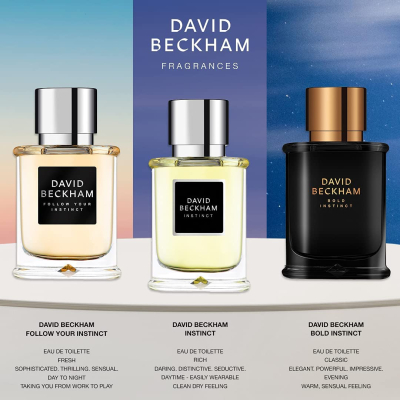 DAVID
BECKHAM
FRAGRANCES
DAVID
BECKHAM
FOLLOW YOUR
INSTINCT
DAVID
BECKHAM
INSTINCT
DAVID
BECKHAM
BOLD
INSTINCT
DAVID BECKHAM
FOLLOW YOUR INSTINCT
EAU DE TOILETTE
FRESH
SOPHISTICATED. THRILLING, SENSUAL.
DAY TO NIGHT
TAKING YOU FROM WORK TO PLAY
DAVID BECKHAM
INSTINCT
EAU DE TOILETTE
RICH
DARING. DISTINCTIVE, SEDUCTIVE.
DAYTIME - EASILY WEARABLE
CLEAN DRY FEELING
DAVID BECKHAM
BOLD INSTINCT
EAU DE TOILETTE
CLASSIC
ELEGANT. POWERFUL, IMPRESSIVE.
EVENING
WARM, SENSUAL FEELING